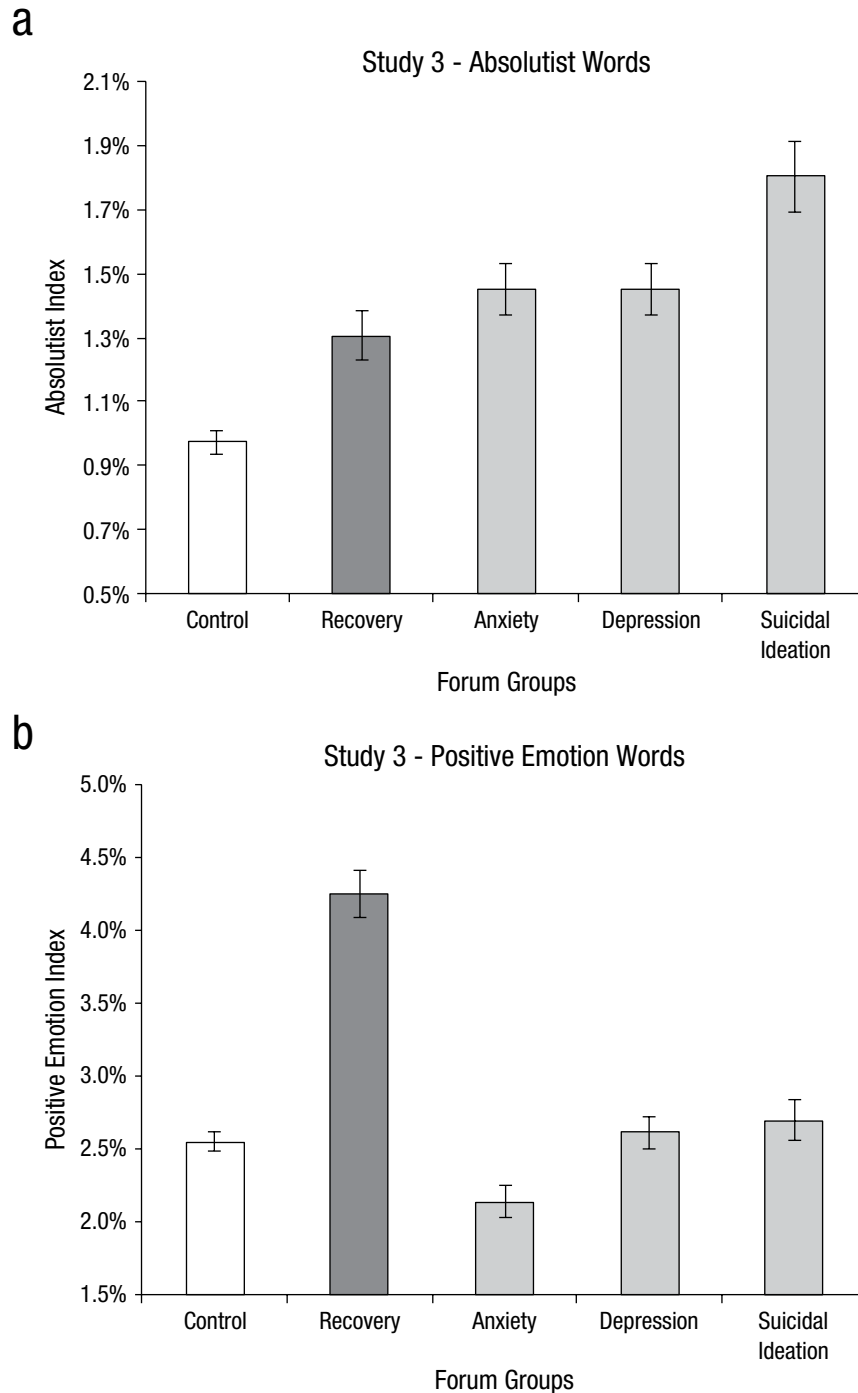 a
Study 3 - Absolutist Words
2.1%
1.9%
1.7%
1.5%
1.3%
1.1%
0.9%
0.7%
0.5%
Absolutist Index
Control Recovery Anxiety Depression Suicidal
Ideation
Forum Groups
b
Study 3 - Positive Emotion Words
5.0%
4.5%
4.0%
3.5%
3.0%
2.5%
2.0%
1.5%
Positive Emotion Index
Control Recovery Anxiety Depression Suicidal
Ideation
Forum Groups